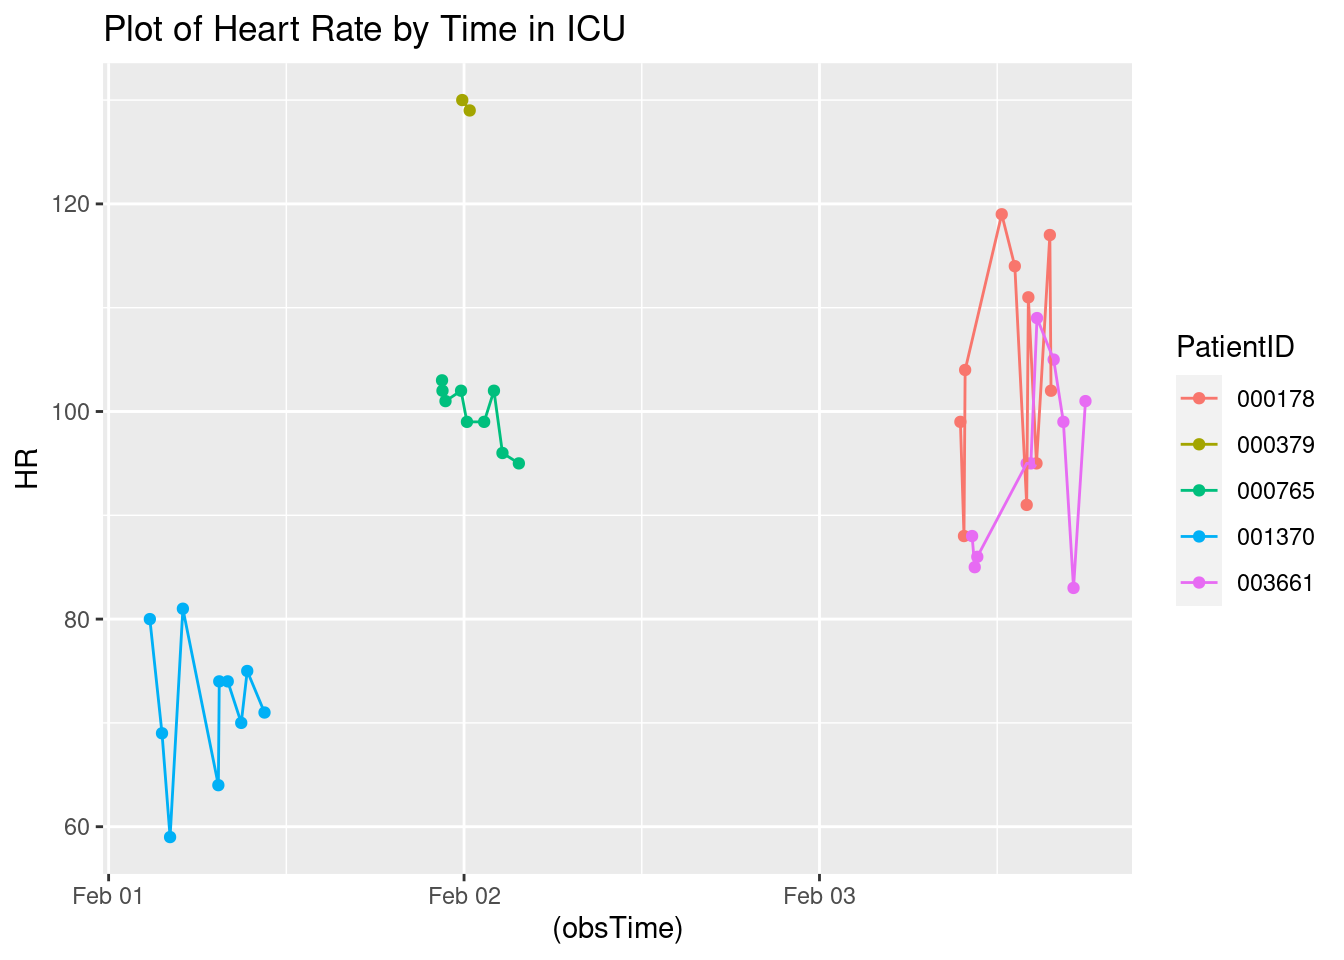 Plot of Heart Rate by Time in ICU
120
100
80
60
HR
Feb 01
Feb 02
Feb 03
(obsTime)
PatientID
000178
000379
000765
001370
003661